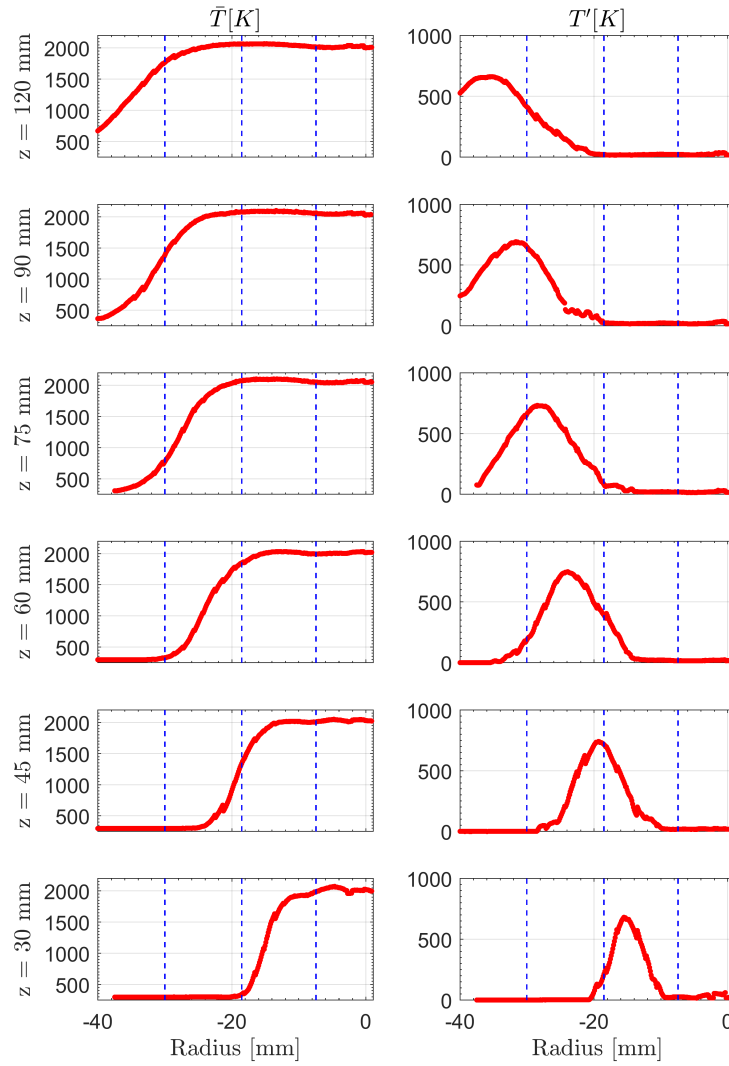 T̄[K] T′[K]
z = 120 mm
2000 1500 1000 500
1000 500 0
z = 90 mm
2000 1500 1000 500
1000 500 0
z = 75 mm
2000 1500 1000 500
1000 500 0
z = 60 mm
2000 1500 1000 500
1000 500 0
z = 45 mm
2000 1500 1000 500
1000 500 0
z = 30 mm
2000 1500 1000 500
1000 500 0
-40 -20 0 -40 -20 0
Radius [mm] Radius [mm]